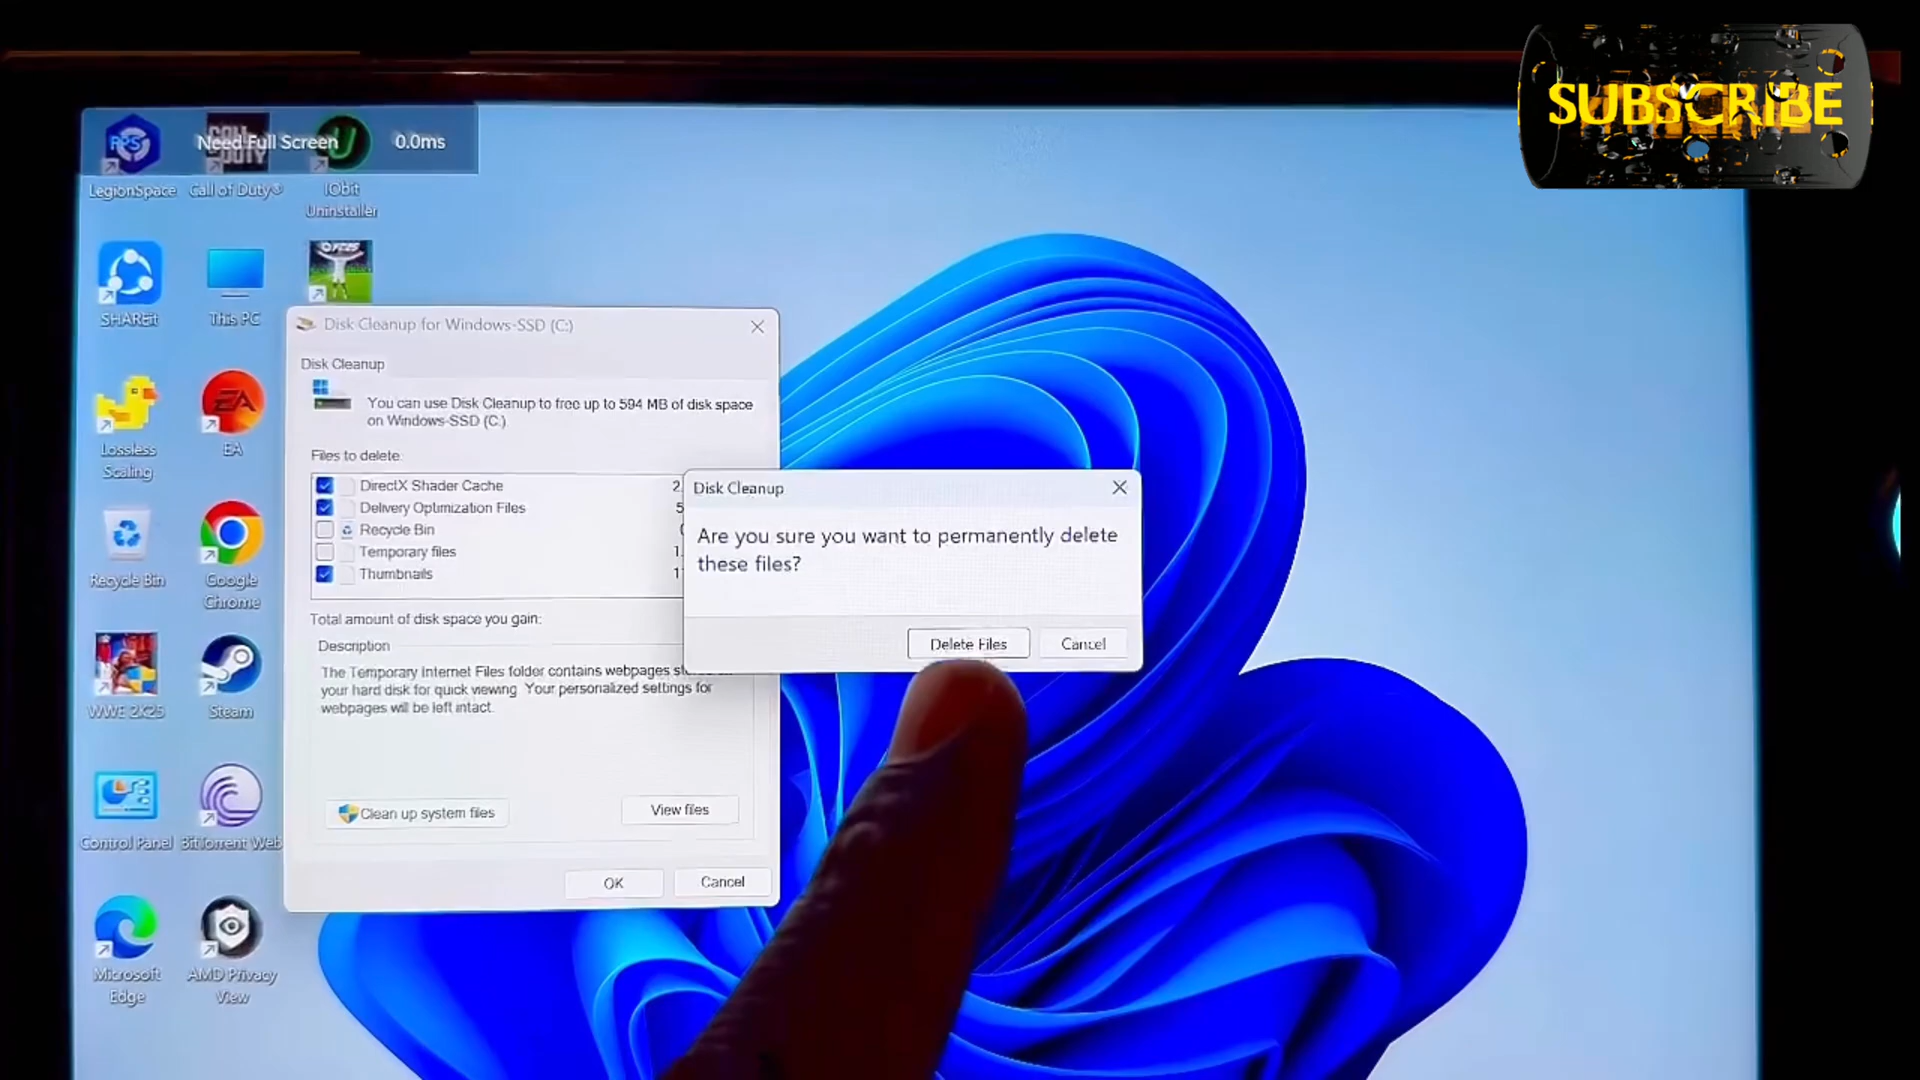 SUBSCRIBE
Need Full Screen 0.0ms
LegionSpace
Call of Duty®
IObit
Uninstaller
SHAREit
This PC
FC25
Lossless
Scaling
EA
EA
Recycle Bin
Google
Chrome
WWE 2K25
Steam
Control Panel
BitTorrent Web
Microsoft
Edge
AMD Privacy
View
Disk Cleanup for Windows-SSD (C:)
Disk Cleanup
You can use Disk Cleanup to free up to 594 MB of disk space
on Windows-SSD (C:)
Files to delete:
DirectX Shader Cache 2.
Delivery Optimization Files 5
Recycle Bin
Temporary files 1.
Thumbnails 1
Total amount of disk space you gain:
Description
The Temporary Internet Files folder contains webpages
your hard disk for quick viewing. Your personalized settings for
webpages will be left intact.
Clean up system files
View files
OK
Cancel
Disk Cleanup
Are you sure you want to permanently delete
these files?
Delete Files
Cancel